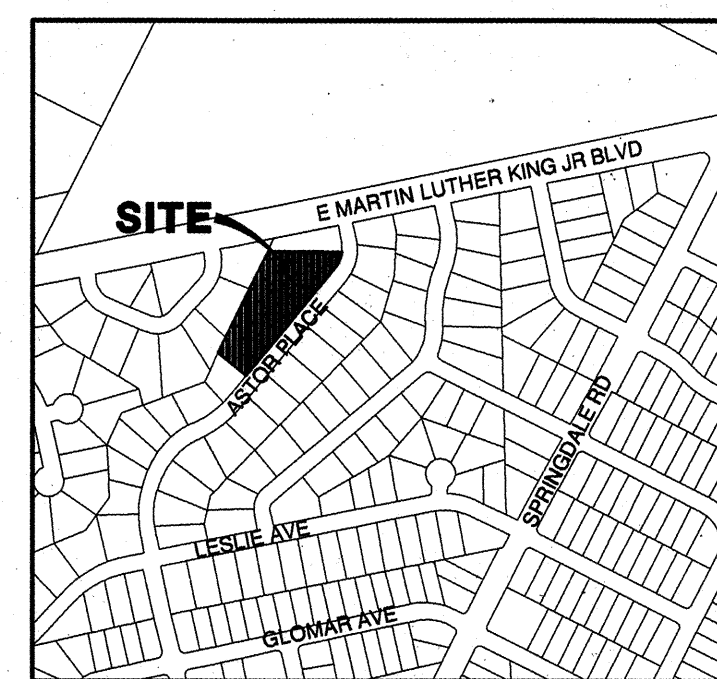 E MARTIN LUTHER KING JR BLVD
SITE
ASTOR PLACE
SPRINGDALE RD
LESLIE AVE
GLOMAR AVE